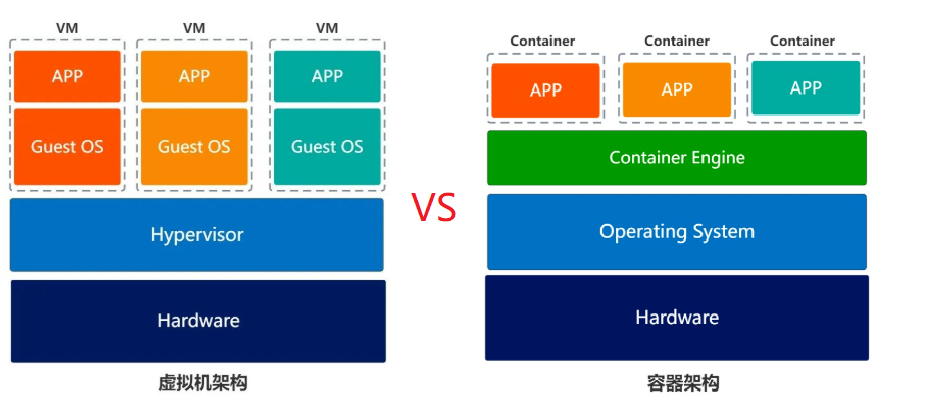 VM
VM
VM
APP
APP
APP
Guest OS
Guest OS
Guest OS
Hypervisor
Hardware
虚拟机架构
VS
Container
Container
Container
APP
APP
APP
Container Engine
Operating System
Hardware
容器架构